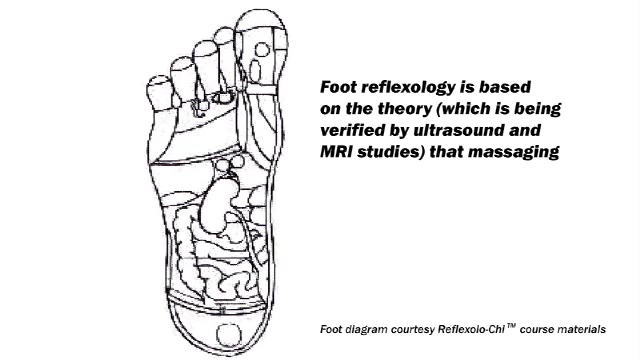 Foot reflexology is based
on the theory (which is being
verified by ultrasound and
MRI studies) that massaging
Foot diagram courtesy Reflexolo-Chi™ course materials